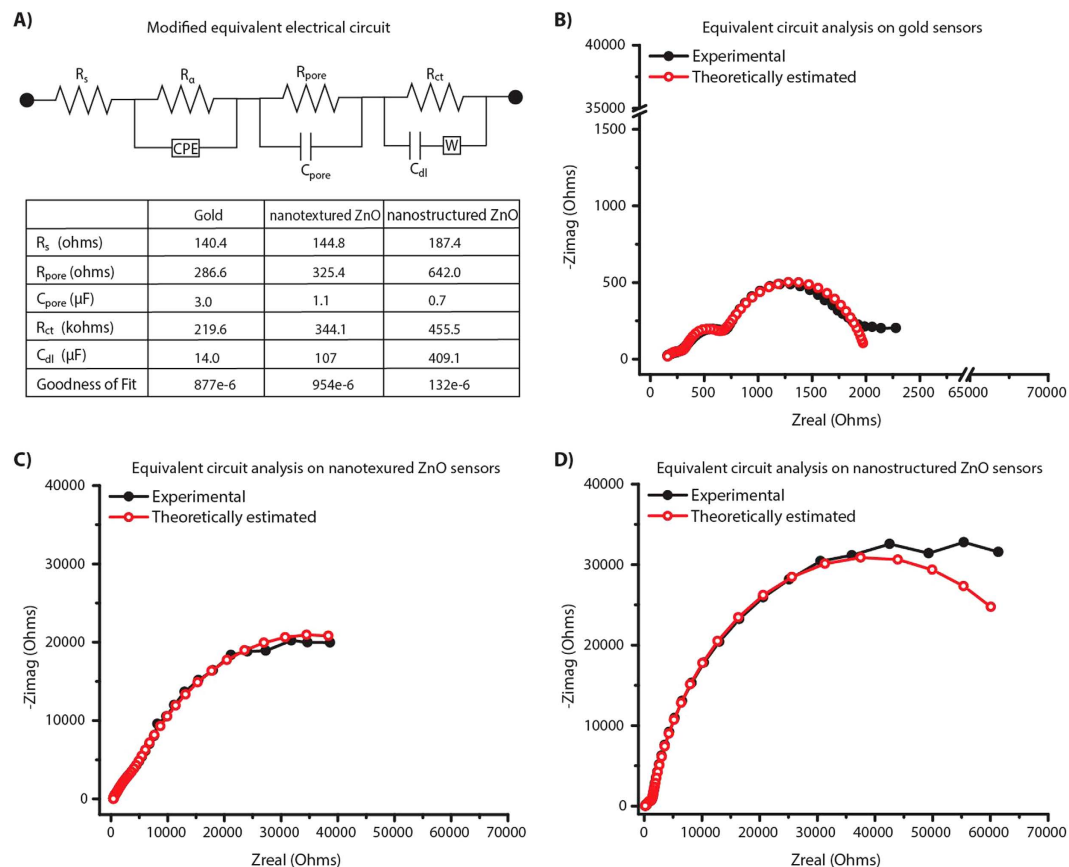 A)
Modified equivalent electrical circuit
Rs Rα Rpore Rct
CPE W
Cpore Cdl
Gold nanotextured ZnO nanostructured ZnO
Rs (ohms) 140.4 144.8 187.4
Rpore (ohms) 286.6 325.4 642.0
Cpore (μF) 3.0 1.1 0.7
Rct (kohms) 219.6 344.1 455.5
Cdl (μF) 14.0 107 409.1
Goodness of Fit 877e-6 954e-6 132e-6
B)
Equivalent circuit analysis on gold sensors
Experimental
Theoretically estimated
-Zimag (Ohms)
40000
35000
1500
1000
500
0
0 500 1000 1500 2000 2500 65000 70000
Zreal (Ohms)
C)
Equivalent circuit analysis on nanotexured ZnO sensors
Experimental
Theoretically estimated
-Zimag (Ohms)
40000
30000
20000
10000
0
0 10000 20000 30000 40000 50000 60000 70000
Zreal (Ohms)
D)
Equivalent circuit analysis on nanostructured ZnO sensors
Experimental
Theoretically estimated
-Zimag (Ohms)
40000
30000
20000
10000
0
0 10000 20000 30000 40000 50000 60000 70000
Zreal (Ohms)